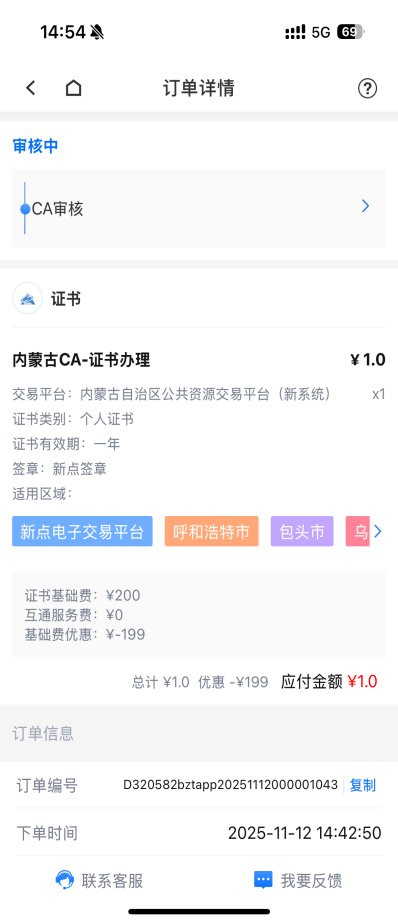 14:54 5G 69
订单详情
审核中
CA审核
证书
内蒙古CA-证书办理 ¥1.0
交易平台：内蒙古自治区公共资源交易平台（新系统） x1
证书类别：个人证书
证书有效期：一年
签章：新点签章
适用区域：
新点电子交易平台 呼和浩特市 包头市 乌
证书基础费：¥200
互通服务费：¥0
基础费优惠：¥-199
总计 ¥1.0 优惠 -¥199 应付金额 ¥1.0
订单信息
订单编号 D320582bztapp20251112000001043 复制
下单时间 2025-11-12 14:42:50
联系客服 我要反馈